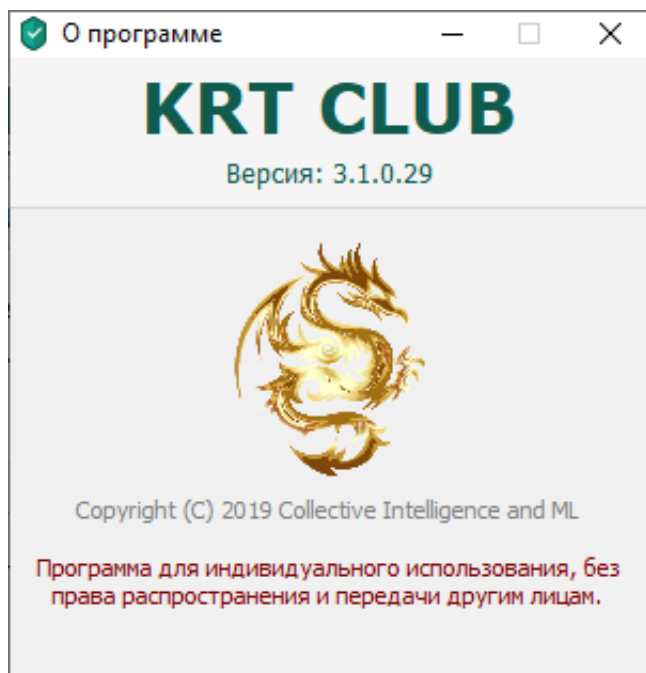 О программе
KRT CLUB
Версия: 3.1.0.29
Copyright (C) 2019 Collective Intelligence and ML
Программа для индивидуального использования, без
права распространения и передачи другим лицам.